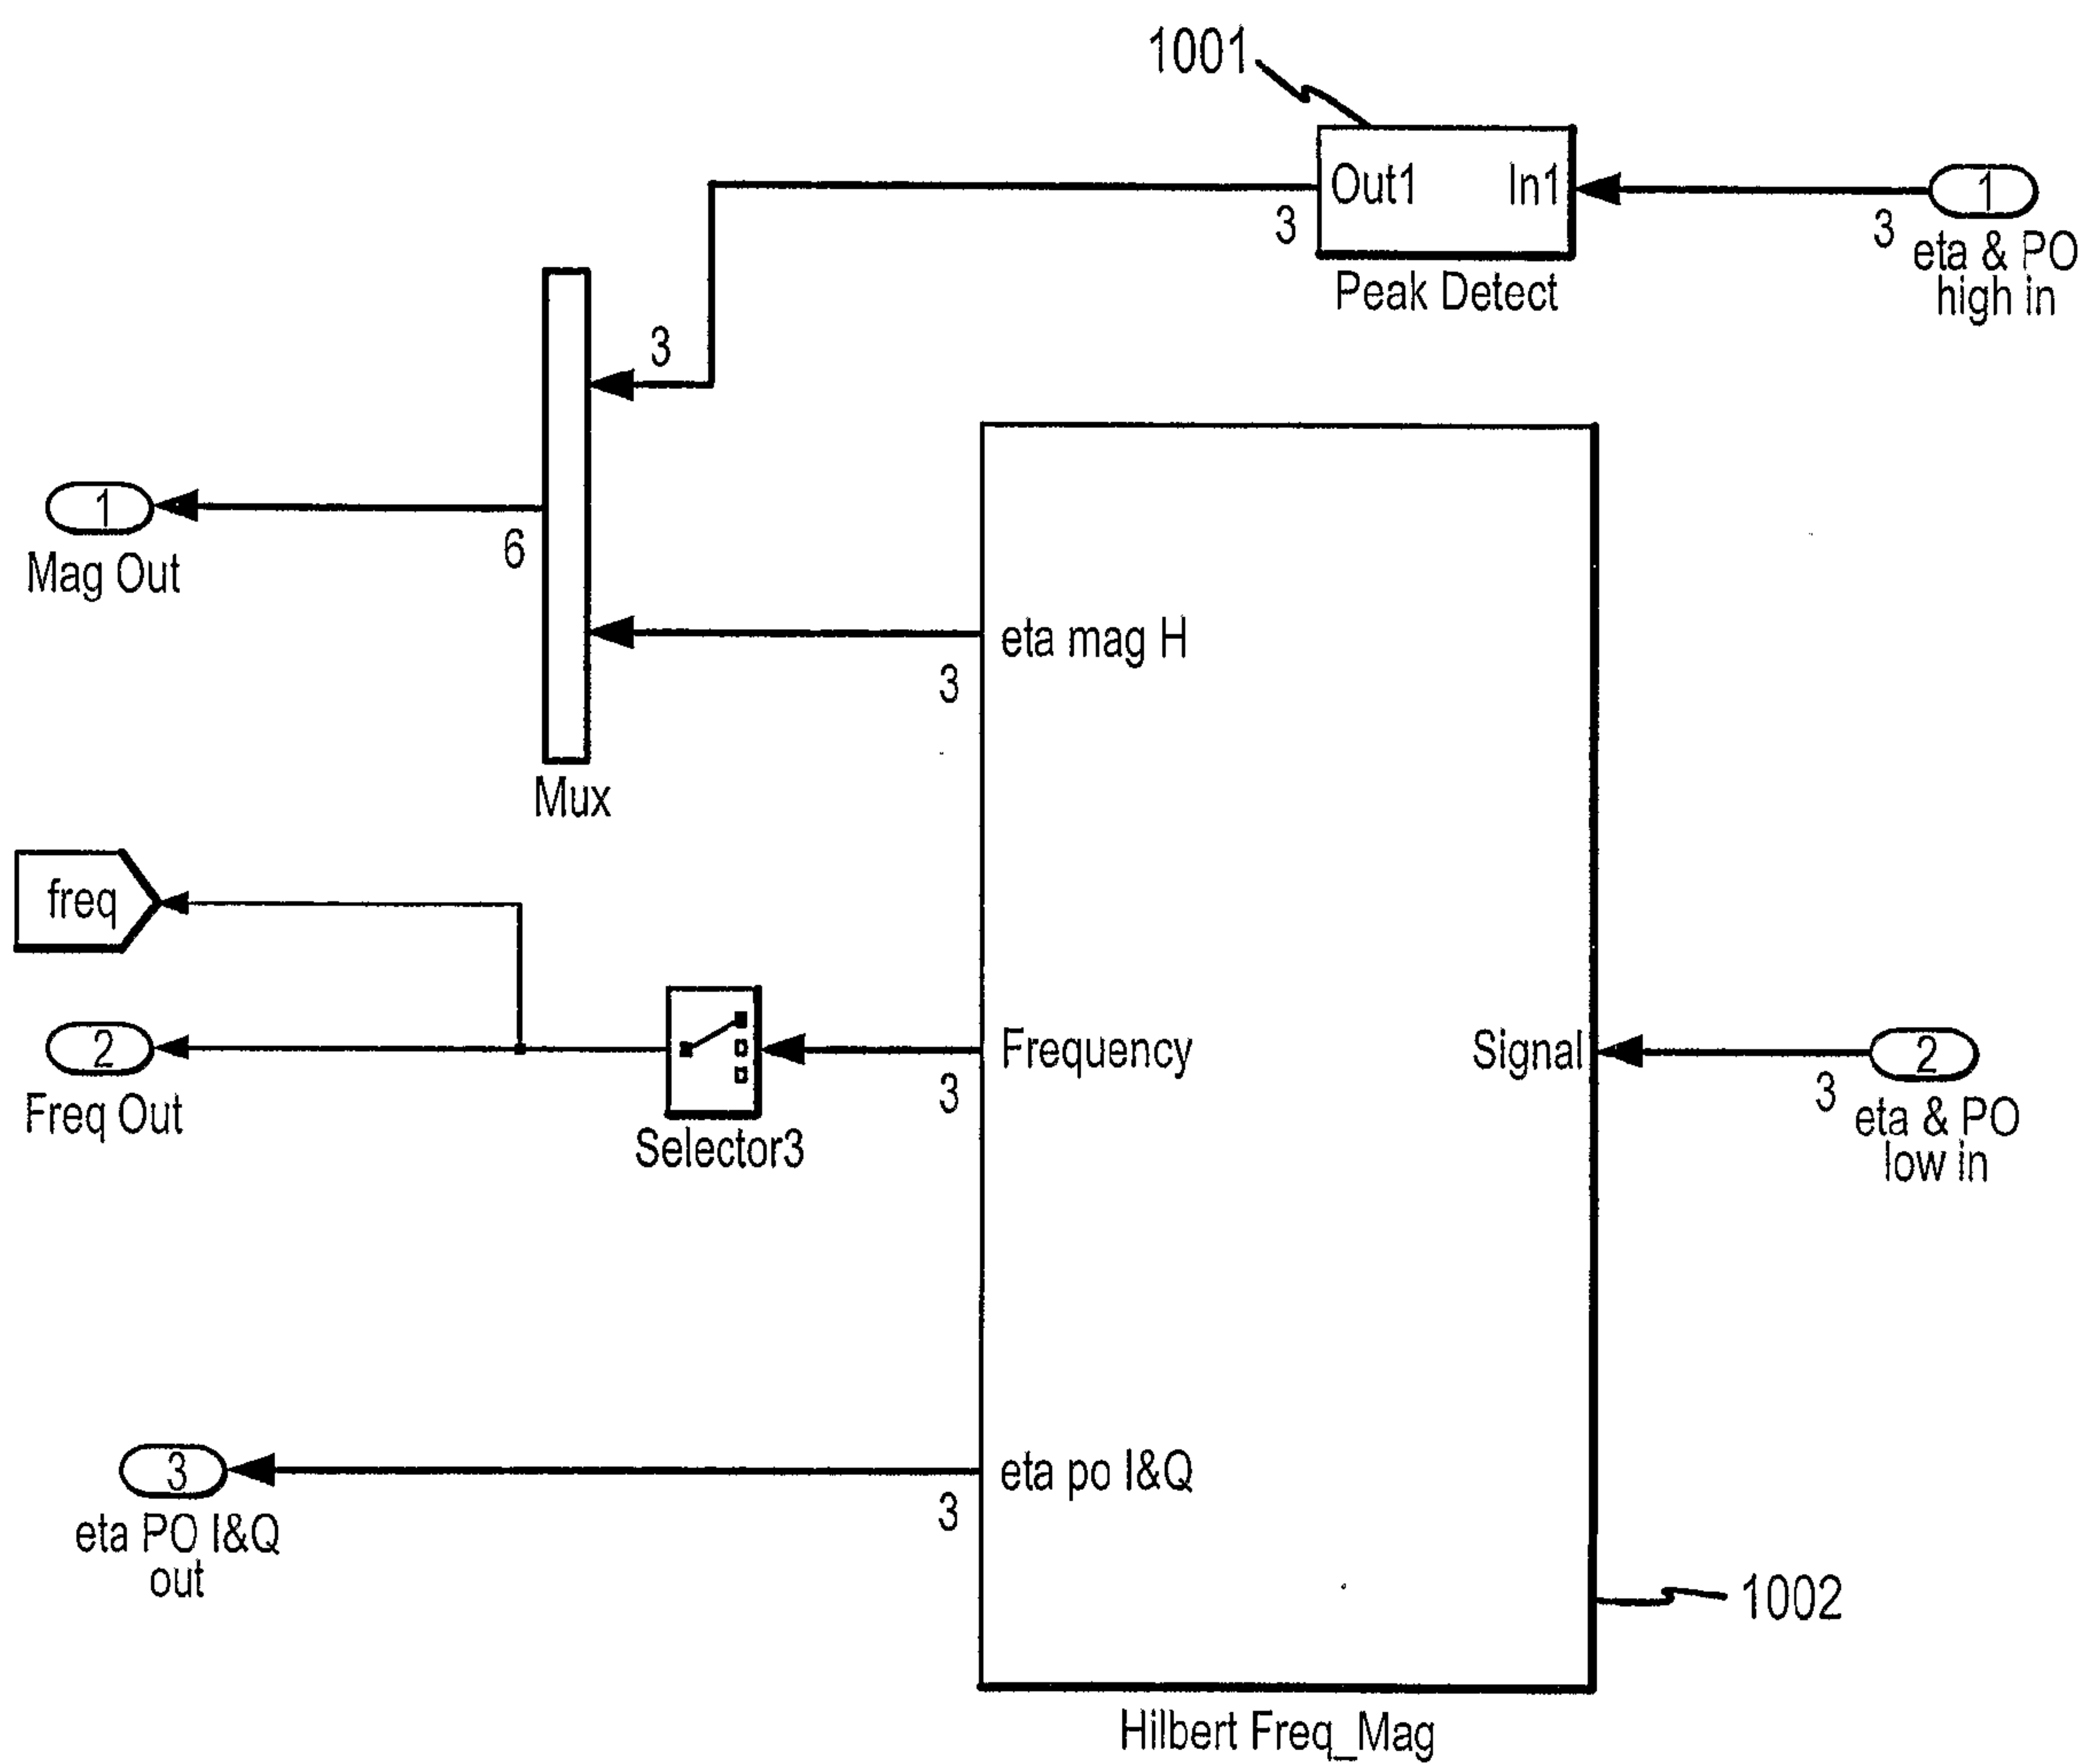 1001
Out1 In1
3
3
1
Peak Detect
eta & PO
high in
3
1
Mag Out
6
eta mag H
3
Mux
freq
2
Freq Out
Selector3
Frequency
3
Signal
3
2
eta & PO
low in
3
eta PO I&Q
out
eta po I&Q
3
1002
Hilbert Freq_Mag